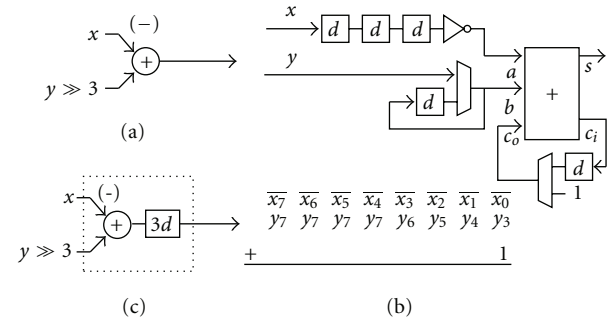 x
(−)
+
y ≫ 3
(a)
x
d
d
d
y
d
a
b
c_o
+
s
c_i
d
1
x
(-)
+
3d
y ≫ 3
(c)
x̅₇ x̅₆ x̅₅ x̅₄ x̅₃ x̅₂ x̅₁ x̅₀
y₇ y₇ y₇ y₇ y₆ y₅ y₄ y₃
+ 1
(b)